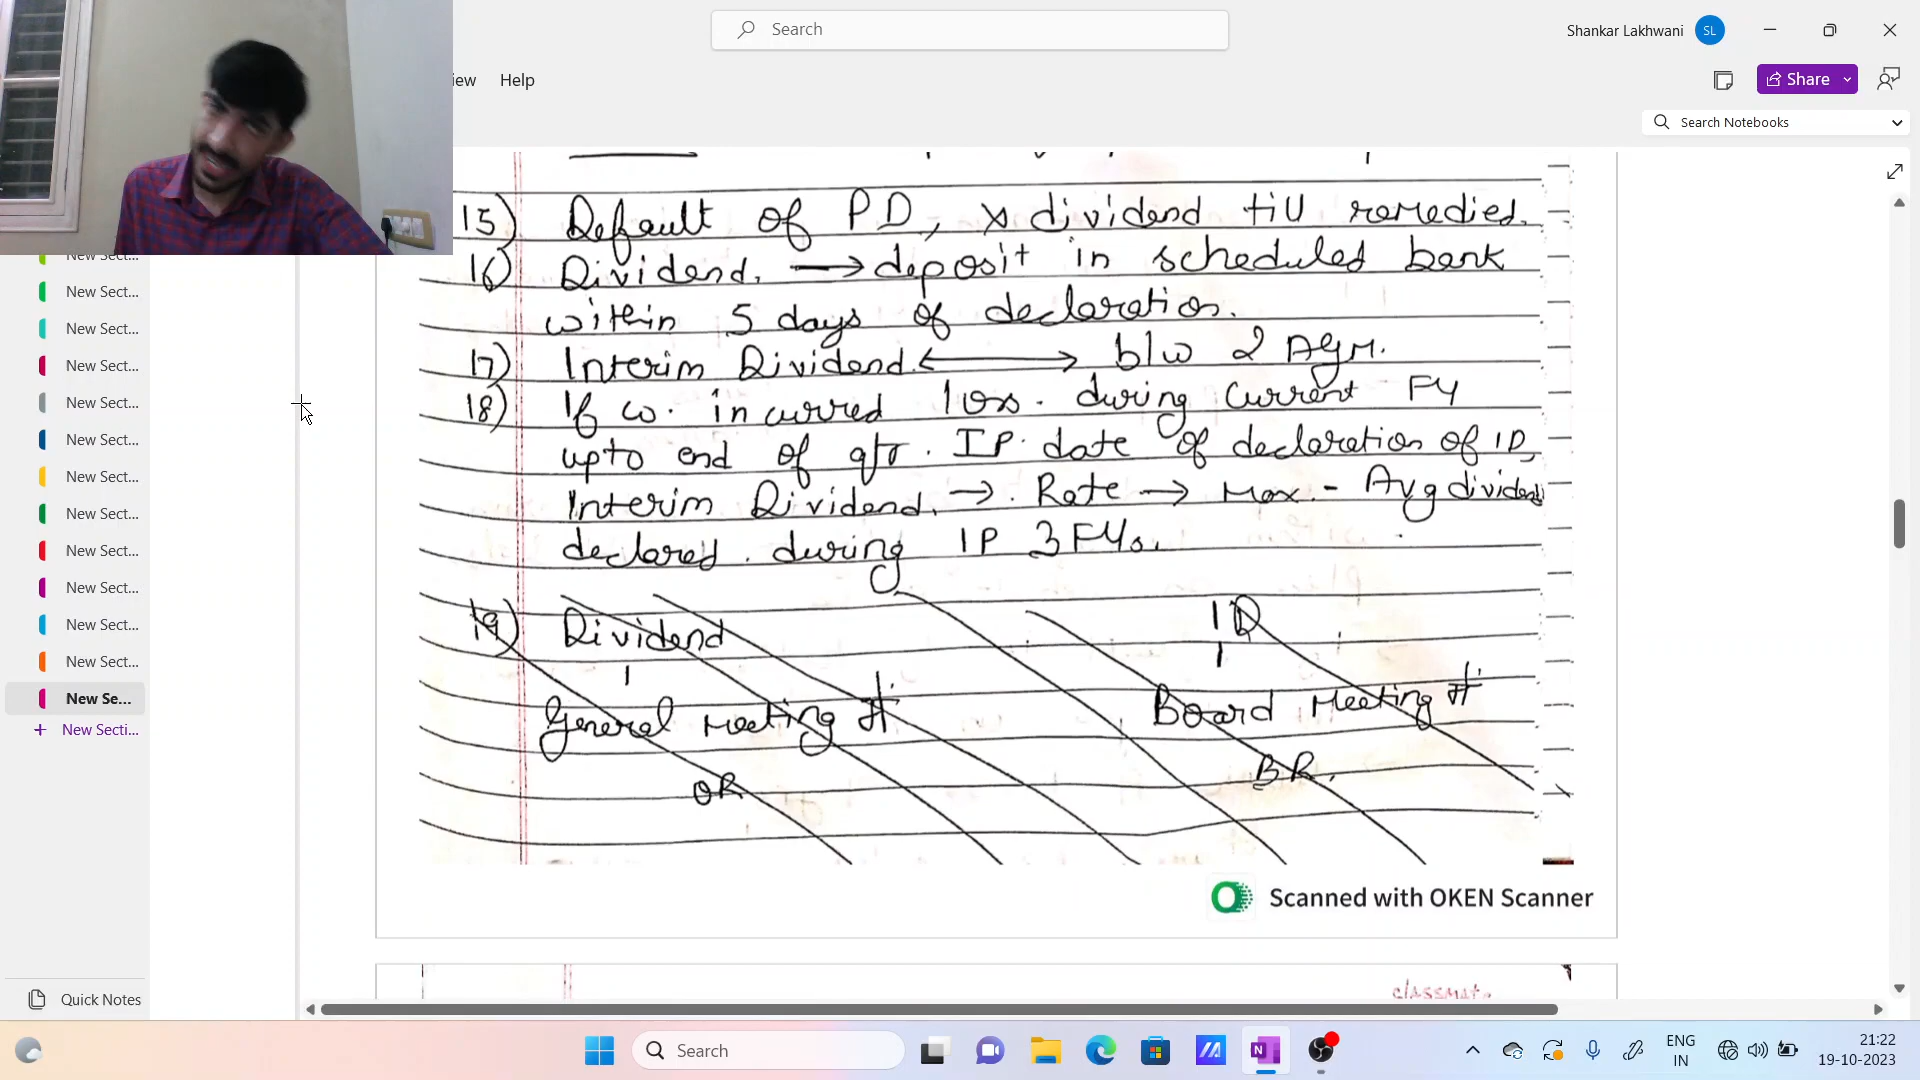 Search
Shankar Lakhwani SL
iew Help
Share
Search Notebooks
15) Default of PD, x dividend till remedied.
16) Dividend. → deposit in scheduled bank
within 5 days of declaration.
17) Interim Dividend. ↔ b/w 2 AGM.
18) If co. incurred loss. during Current FY
upto end of qtr. IP. date of declaration of ID,
Interim Dividend. → Rate → Max. - Avg dividend
declared. during IP 3 FYs.
19) Dividend ID
General Meeting Board Meeting
OR BR.
Scanned with OKEN Scanner
classmate
New Sect...
New Sect...
New Sect...
New Sect...
New Sect...
New Sect...
New Sect...
New Sect...
New Sect...
New Sect...
New Sect...
New Sect...
New Se...
+ New Secti...
Quick Notes
Search
ENG
IN
21:22
19-10-2023